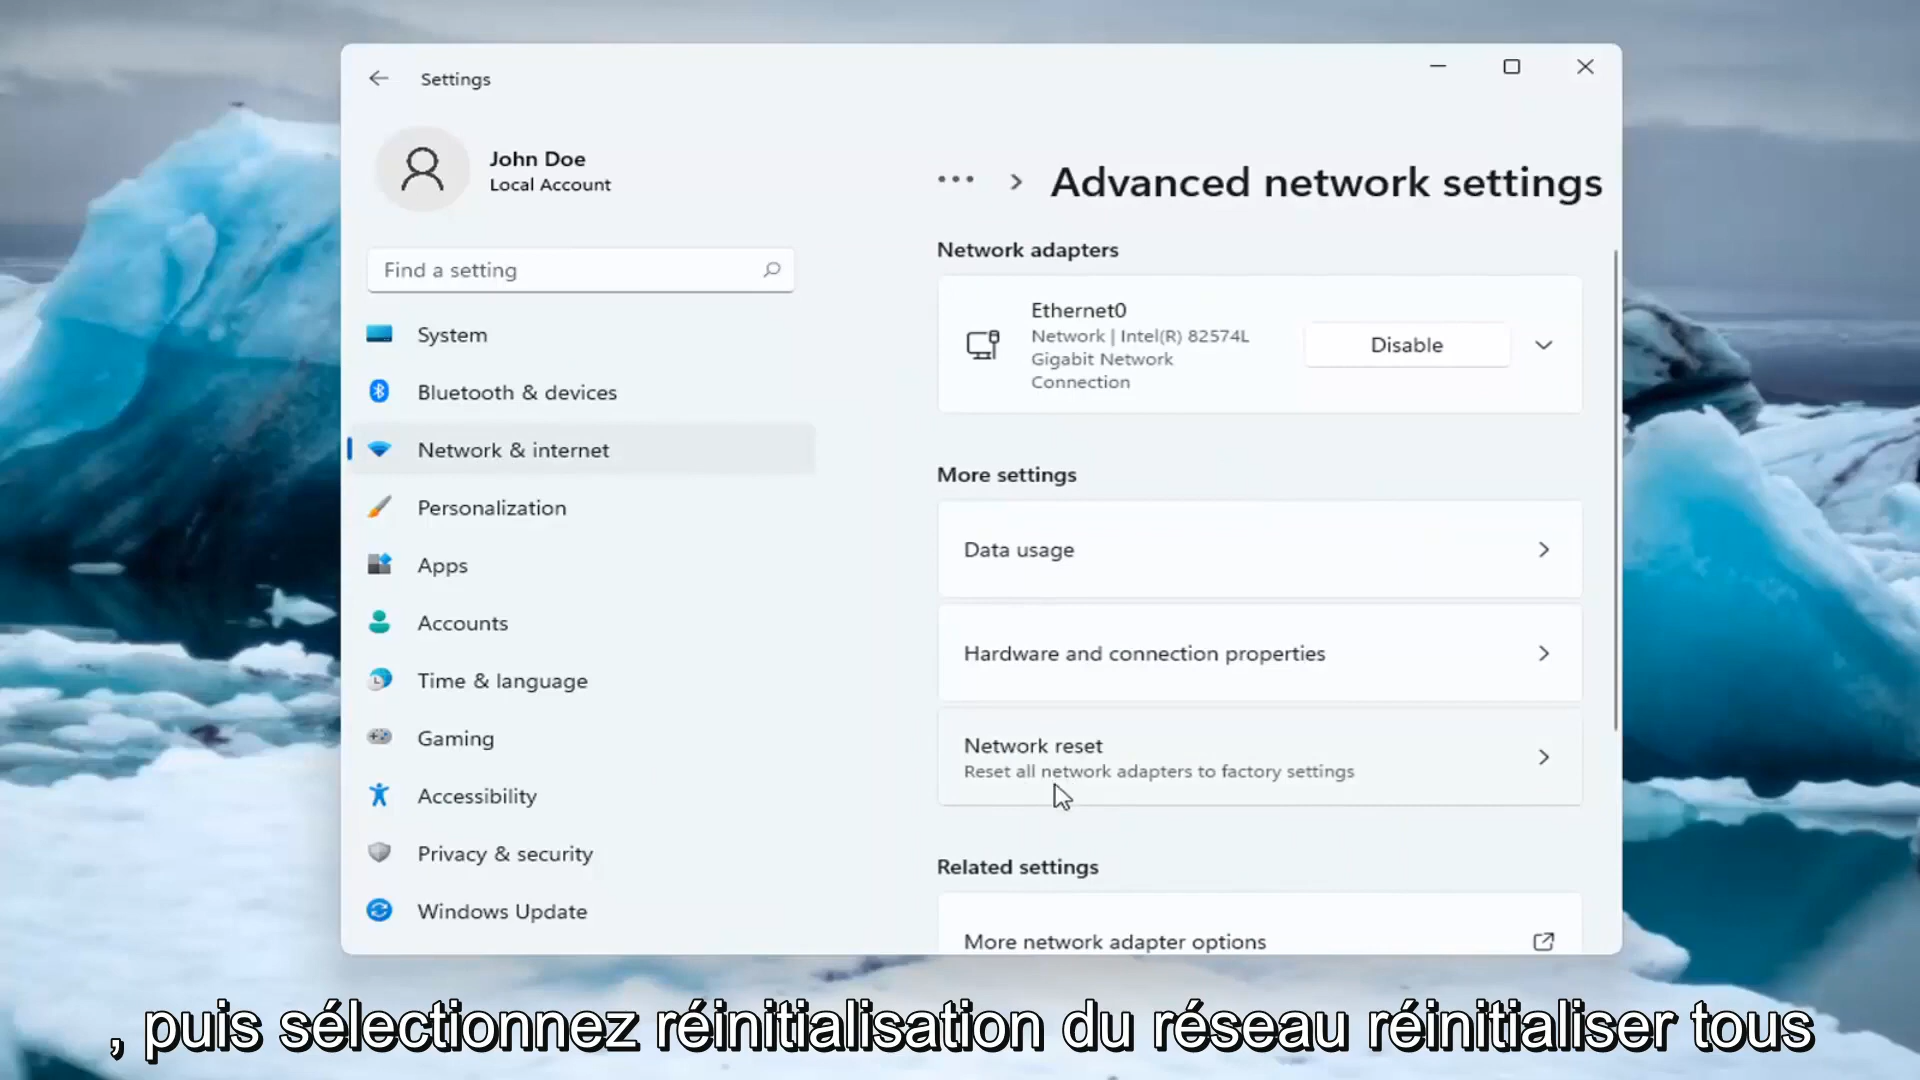 Settings
John Doe
Local Account
Find a setting
System
Bluetooth & devices
Network & internet
Personalization
Apps
Accounts
Time & language
Gaming
Accessibility
Privacy & security
Windows Update
Advanced network settings
Network adapters
Ethernet0
Network | Intel(R) 82574L
Gigabit Network
Connection
Disable
More settings
Data usage
Hardware and connection properties
Network reset
Reset all network adapters to factory settings
Related settings
More network adapter options
, puis sélectionnez réinitialisation du réseau réinitialiser tous